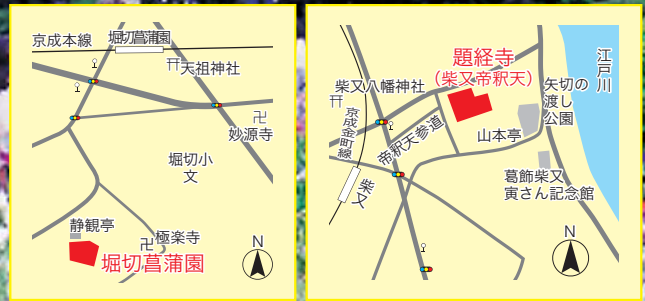 京成本線
堀切菖蒲園
天祖神社
妙源寺
堀切小
文
静観亭
極楽寺
堀切菖蒲園
N
題経寺
(柴又帝釈天)
江戸川
柴又八幡神社
矢切の
渡し
公園
京成金町線
帝釈天参道
山本亭
柴又
葛飾柴又
寅さん記念館
N